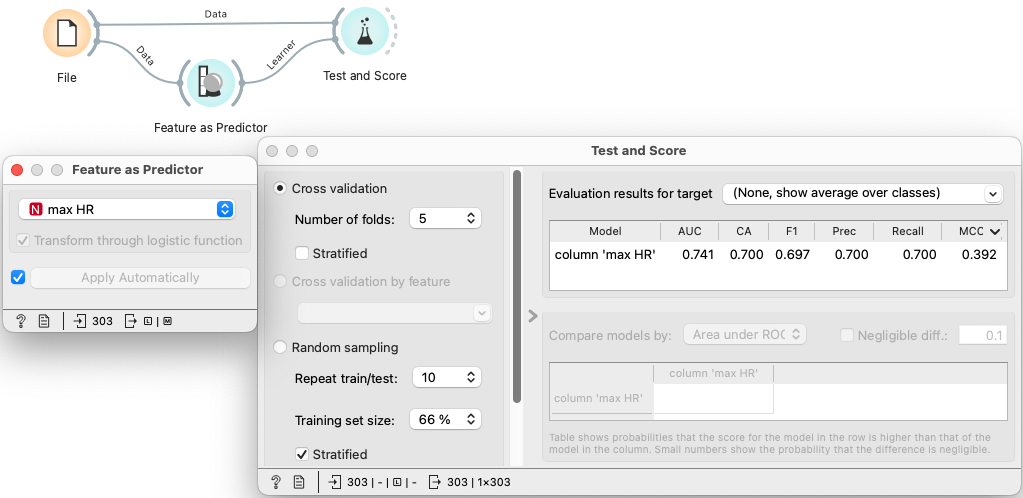 Data
Data
Learner
File
Test and Score
Feature as Predictor
Feature as Predictor
N max HR
Transform through logistic function
Apply Automatically
? 303 L | M
Test and Score
Cross validation
Number of folds: 5
Stratified
Cross validation by feature
Random sampling
Repeat train/test: 10
Training set size: 66 %
Stratified
Evaluation results for target (None, show average over classes)
Model AUC CA F1 Prec Recall MCC
column 'max HR' 0.741 0.700 0.697 0.700 0.700 0.392
Compare models by: Area under ROC Negligible diff.: 0.1
column 'max HR'
column 'max HR'
Table shows probabilities that the score for the model in the row is higher than that of the
model in the column. Small numbers show the probability that the difference is negligible.
? 303 | - | L | - 303 | 1×303